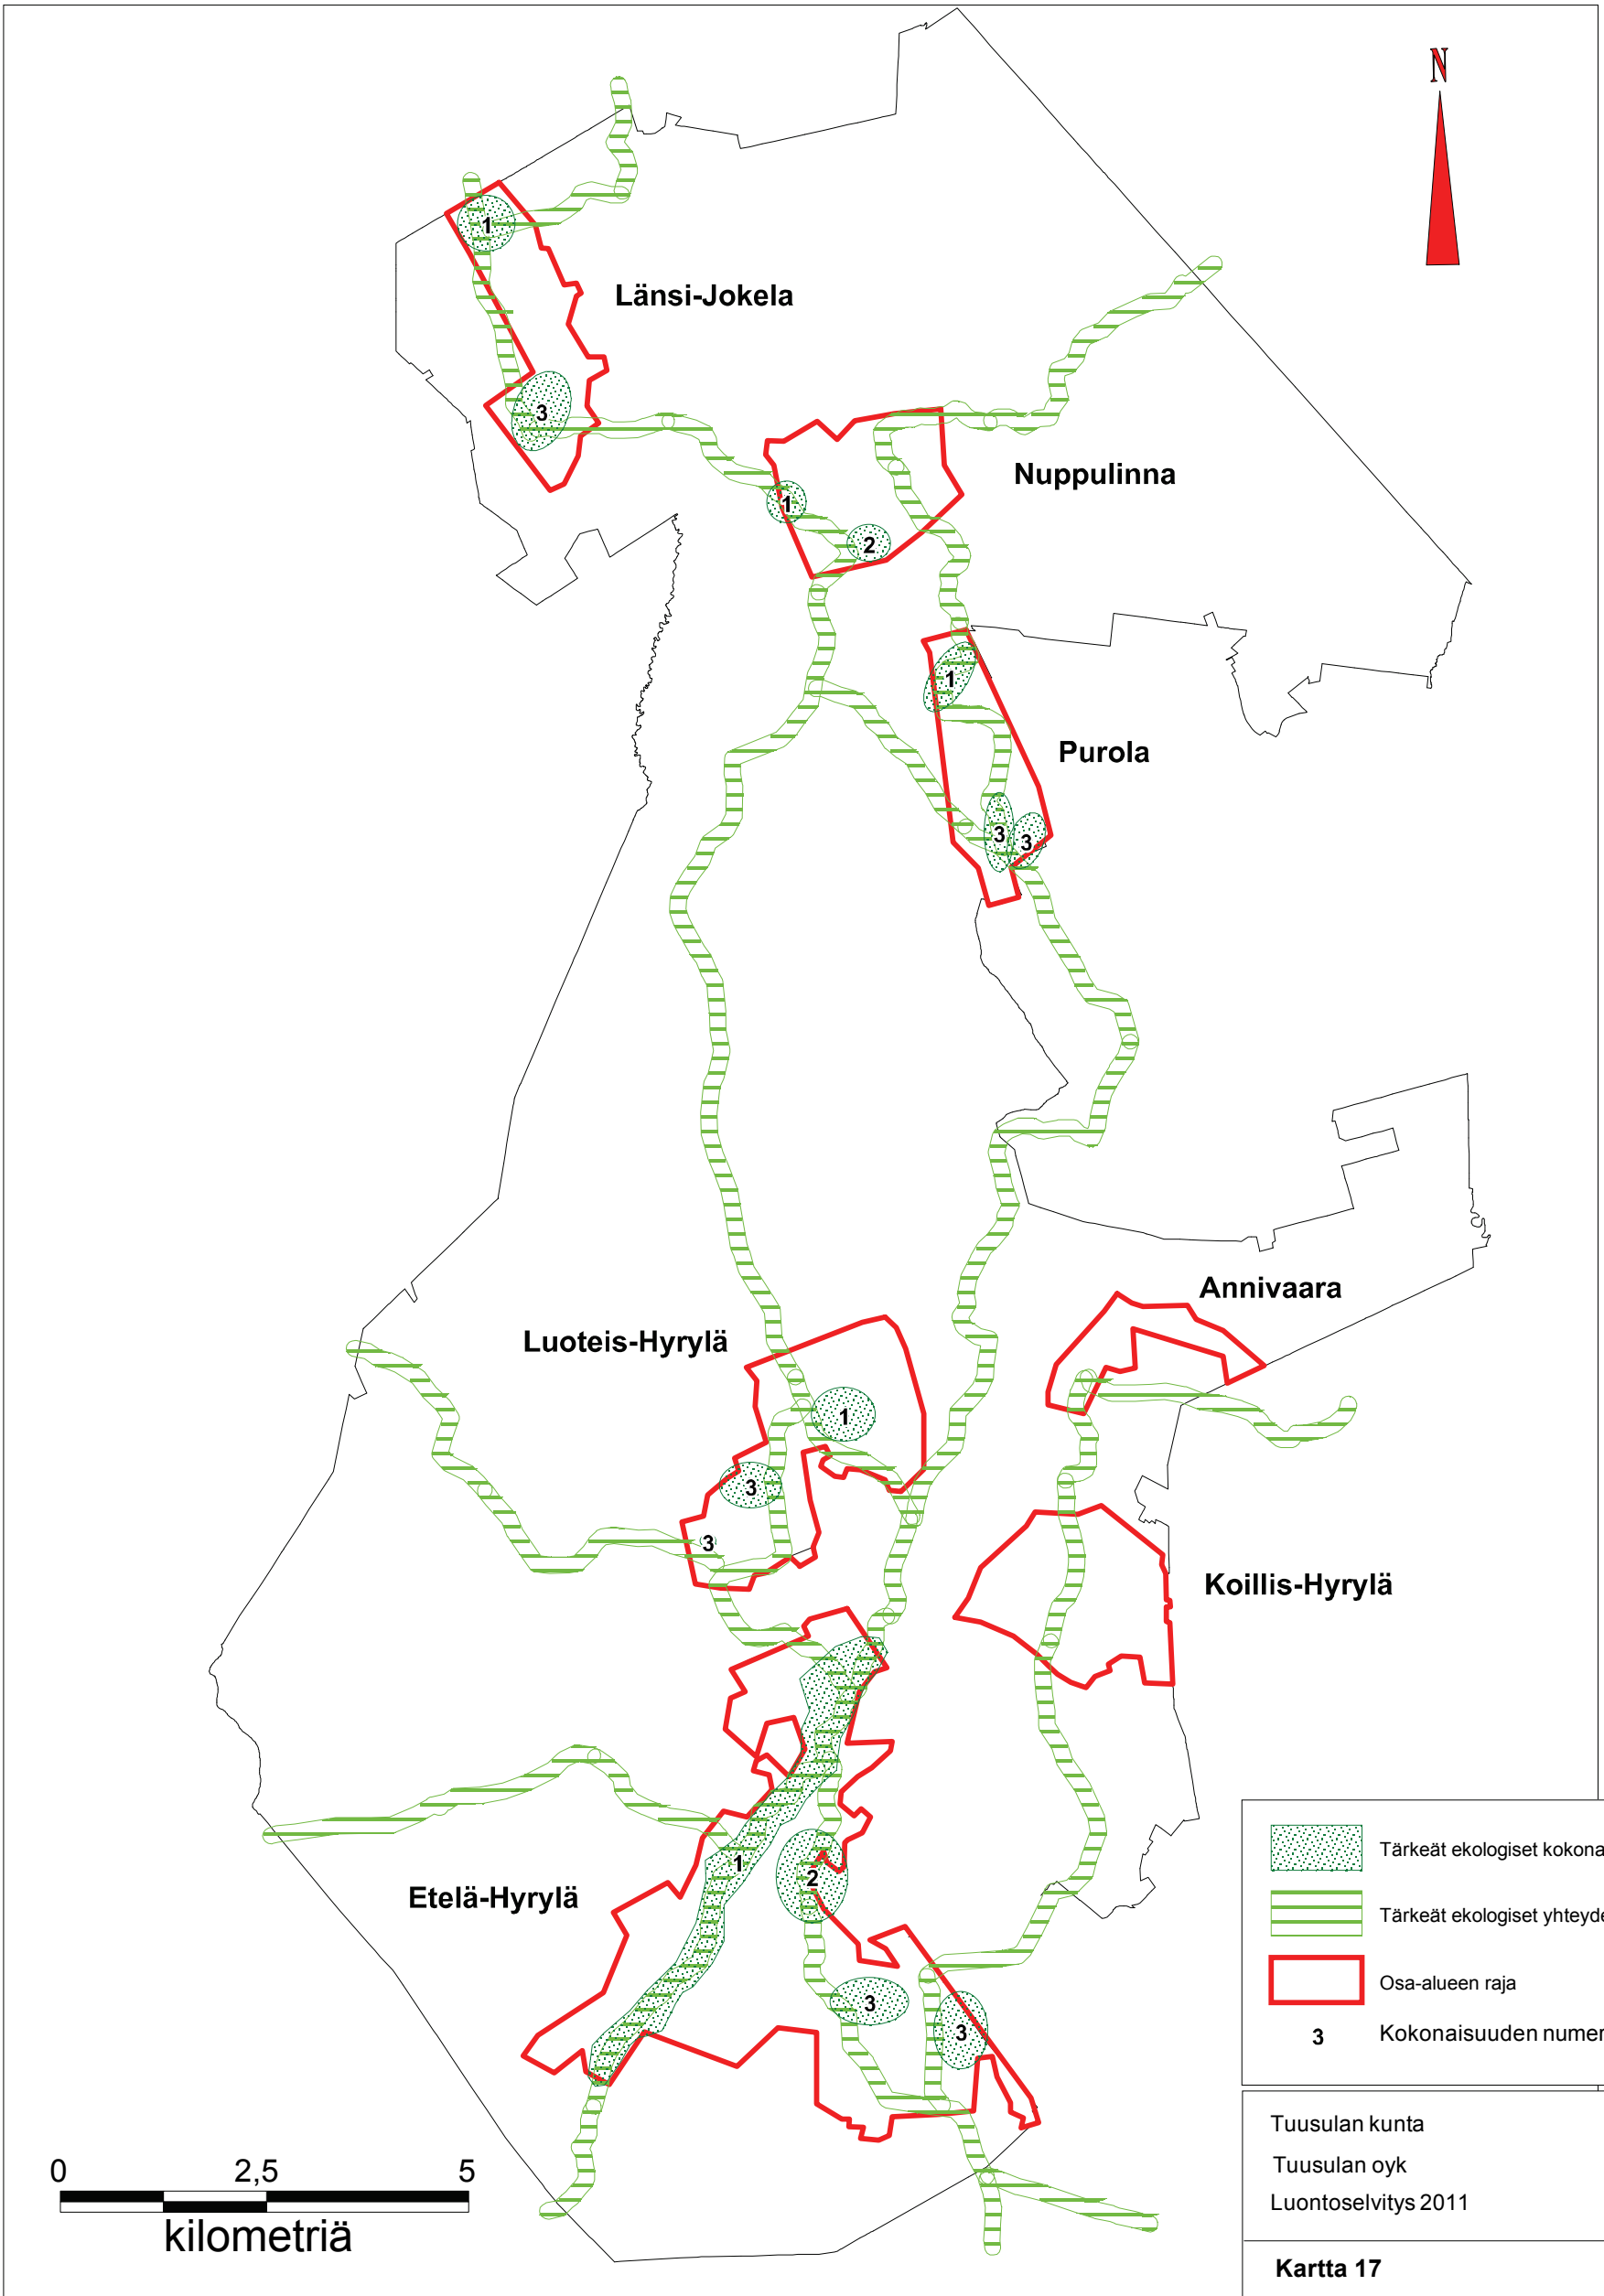 N
1
Länsi-Jokela
3
Nuppulinna
1
2
1
Purola
3
3
Annivaara
Luoteis-Hyrylä
1
3
3
Koillis-Hyrylä
1
2
Etelä-Hyrylä
3
3
Tärkeät ekologiset kokona
Tärkeät ekologiset yhteyde
Osa-alueen raja
3 Kokonaisuuden numer
Tuusulan kunta
Tuusulan oyk
Luontoselvitys 2011
Kartta 17
0 2,5 5
kilometriä